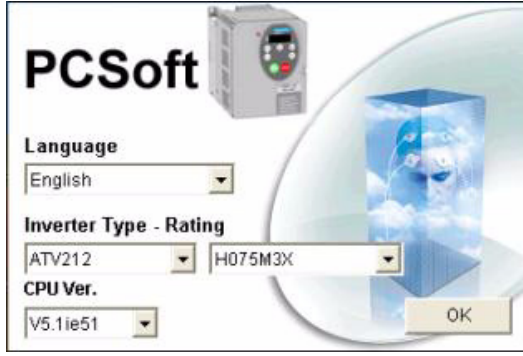 PCSoft
Language
English
Inverter Type - Rating
ATV212 H075M3X
CPU Ver.
V5.1ie51
OK